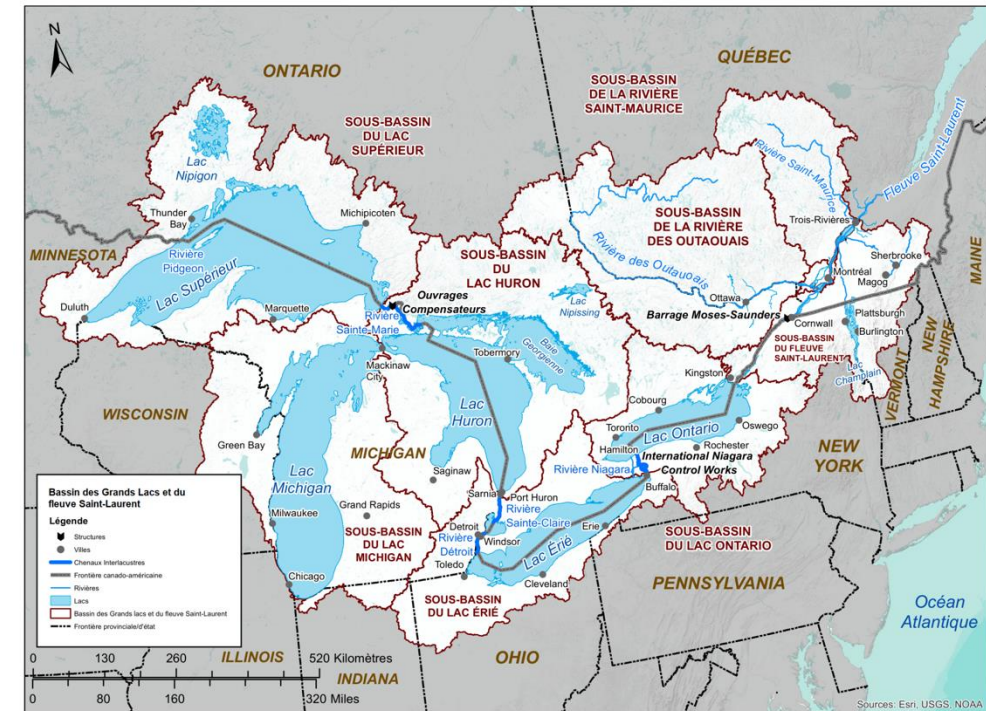 N
ONTARIO
QUÉBEC
SOUS-BASSIN
DE LA RIVIÈRE
SAINT-MAURICE
SOUS-BASSIN
DU LAC
SUPÉRIEUR
Lac
Nipigon
Rivière Saint-Maurice
Fleuve Saint-Laurent
Thunder
Bay
Michipicoten
Trois-Rivières
MINNESOTA
Rivière
Pidgeon
Lac Supérieur
SOUS-BASSIN
DE LA RIVIÈRE
DES OUTAOUAIS
SOUS-BASSIN
DU
LAC HURON
Rivière des Outauoais
Sherbrooke
Montréal
Magog
MAINE
Duluth
Marquette
Ouvrages
Compensateurs
Rivière
Sainte-Marie
Lac
Nipissing
Ottawa
Barrage Moses-Saunders
Cornwall
Plattsburgh
Burlington
SOUS-BASSIN
DU FLEUVE
SAINT-LAURENT
Lac
Champlain
VERMONT
NEW
HAMPSHIRE
Mackinaw
City
Tobermory
Baie
Georgienne
Kingston
WISCONSIN
Green Bay
Lac
Michigan
MICHIGAN
Lac
Huron
Cobourg
Toronto
Hamilton
Lac Ontario
Oswego
Rochester
NEW
YORK
International Niagara
Control Works
Rivière Niagara
Buffalo
Saginaw
Sarnia
Port Huron
Rivière
Sainte-Claire
Grand Rapids
Milwaukee
SOUS-BASSIN
DU LAC
MICHIGAN
Detroit
Rivière
Détroit
Windsor
Lac Érié
Erie
SOUS-BASSIN
DU LAC ONTARIO
Chicago
Toledo
Cleveland
PENNSYLVANIA
SOUS-BASSIN
DU LAC ÉRIÉ
Océan
Atlantique
ILLINOIS
INDIANA
OHIO
Bassin des Grands Lacs et du
fleuve Saint-Laurent
Légende
Structures
Villes
Chenaux Interlacustres
Frontière canado-américaine
Rivières
Lacs
Bassin des Grands lacs et du fleuve Saint-Laurent
Frontière provinciale/d'état
0 130 260 520 Kilomètres
0 80 160 320 Miles
Sources: Esri, USGS, NOAA